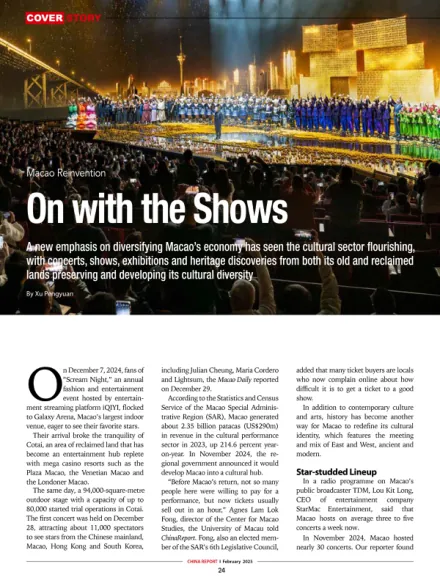 COVER STORY
Macao Reinvention
On with the Shows
A new emphasis on diversifying Macao's economy has seen the cultural sector flourishing,
with concerts, shows, exhibitions and heritage discoveries from both its old and reclaimed
lands preserving and developing its cultural diversity
By Xu Pengyuan
On December 7, 2024, fans of
"Scream Night," an annual
fashion and entertainment
event hosted by entertain-
ment streaming platform iQIYI, flocked
to Galaxy Arena, Macao's largest indoor
venue, eager to see their favorite stars.
Their arrival broke the tranquility of
Cotai, an area of reclaimed land that has
become an entertainment hub replete
with mega casino resorts such as the
Plaza Macao, the Venetian Macao and
the Londoner Macao.
The same day, a 94,000-square-metre
outdoor stage with a capacity of up to
80,000 started trial operations in Cotai.
The first concert was held on December
28, attracting about 11,000 spectators
to see stars from the Chinese mainland,
Macao, Hong Kong and South Korea,
including Julian Cheung, Maria Cordero
and Lightsum, the Macao Daily reported
on December 29.
According to the Statistics and Census
Service of the Macao Special Adminis-
trative Region (SAR), Macao generated
about 2.35 billion patacas (US$290m)
in revenue in the cultural performance
sector in 2023, up 214.6 percent year-
on-year. In November 2024, the re-
gional government announced it would
develop Macao into a cultural hub.
"Before Macao's return, not so many
people here were willing to pay for a
performance, but now tickets usually
sell out in an hour," Agnes Lam Lok
Fong, director of the Center for Macao
Studies, the University of Macau told
ChinaReport. Fong, also an elected mem-
ber of the SAR's 6th Legislative Council,
added that many ticket buyers are locals
who now complain online about how
difficult it is to get a ticket to a good
show.
In addition to contemporary culture
and arts, history has become another
way for Macao to redefine its cultural
identity, which features the meeting
and mix of East and West, ancient and
modern.
Star-studded Lineup
In a radio programme on Macao's
public broadcaster TDM, Lou Kit Long,
CEO of entertainment company
StarMac Entertainment, said that
Macao hosts on average three to five
concerts a week now.
In November 2024, Macao hosted
nearly 30 concerts. Our reporter found
CHINA REPORT I February 2025
24